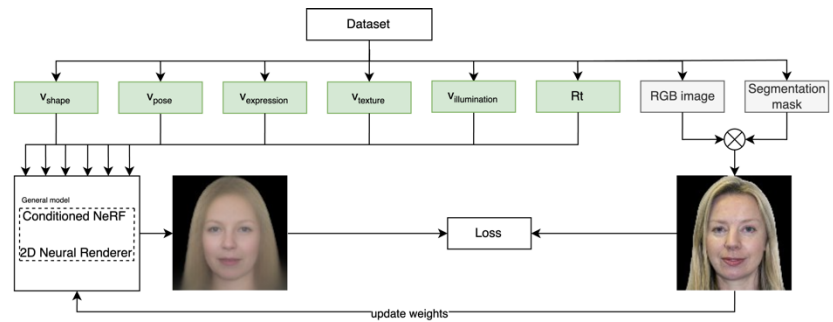 Dataset
vshape
vpose
vexpression
vtexture
villumination
Rt
RGB image
Segmentation
mask
General model
Conditioned NeRF
2D Neural Renderer
Loss
update weights